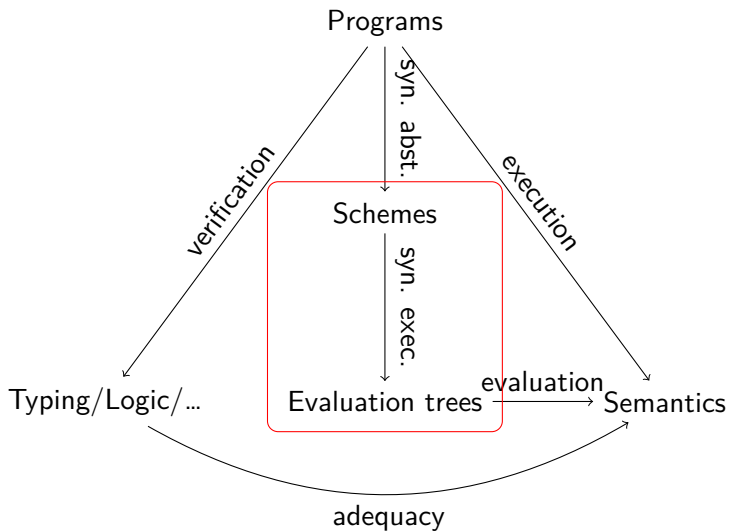 Programs
syn. abst.
verification
execution
Schemes
syn. exec.
evaluation
Typing/Logic/...
Evaluation trees
Semantics
adequacy